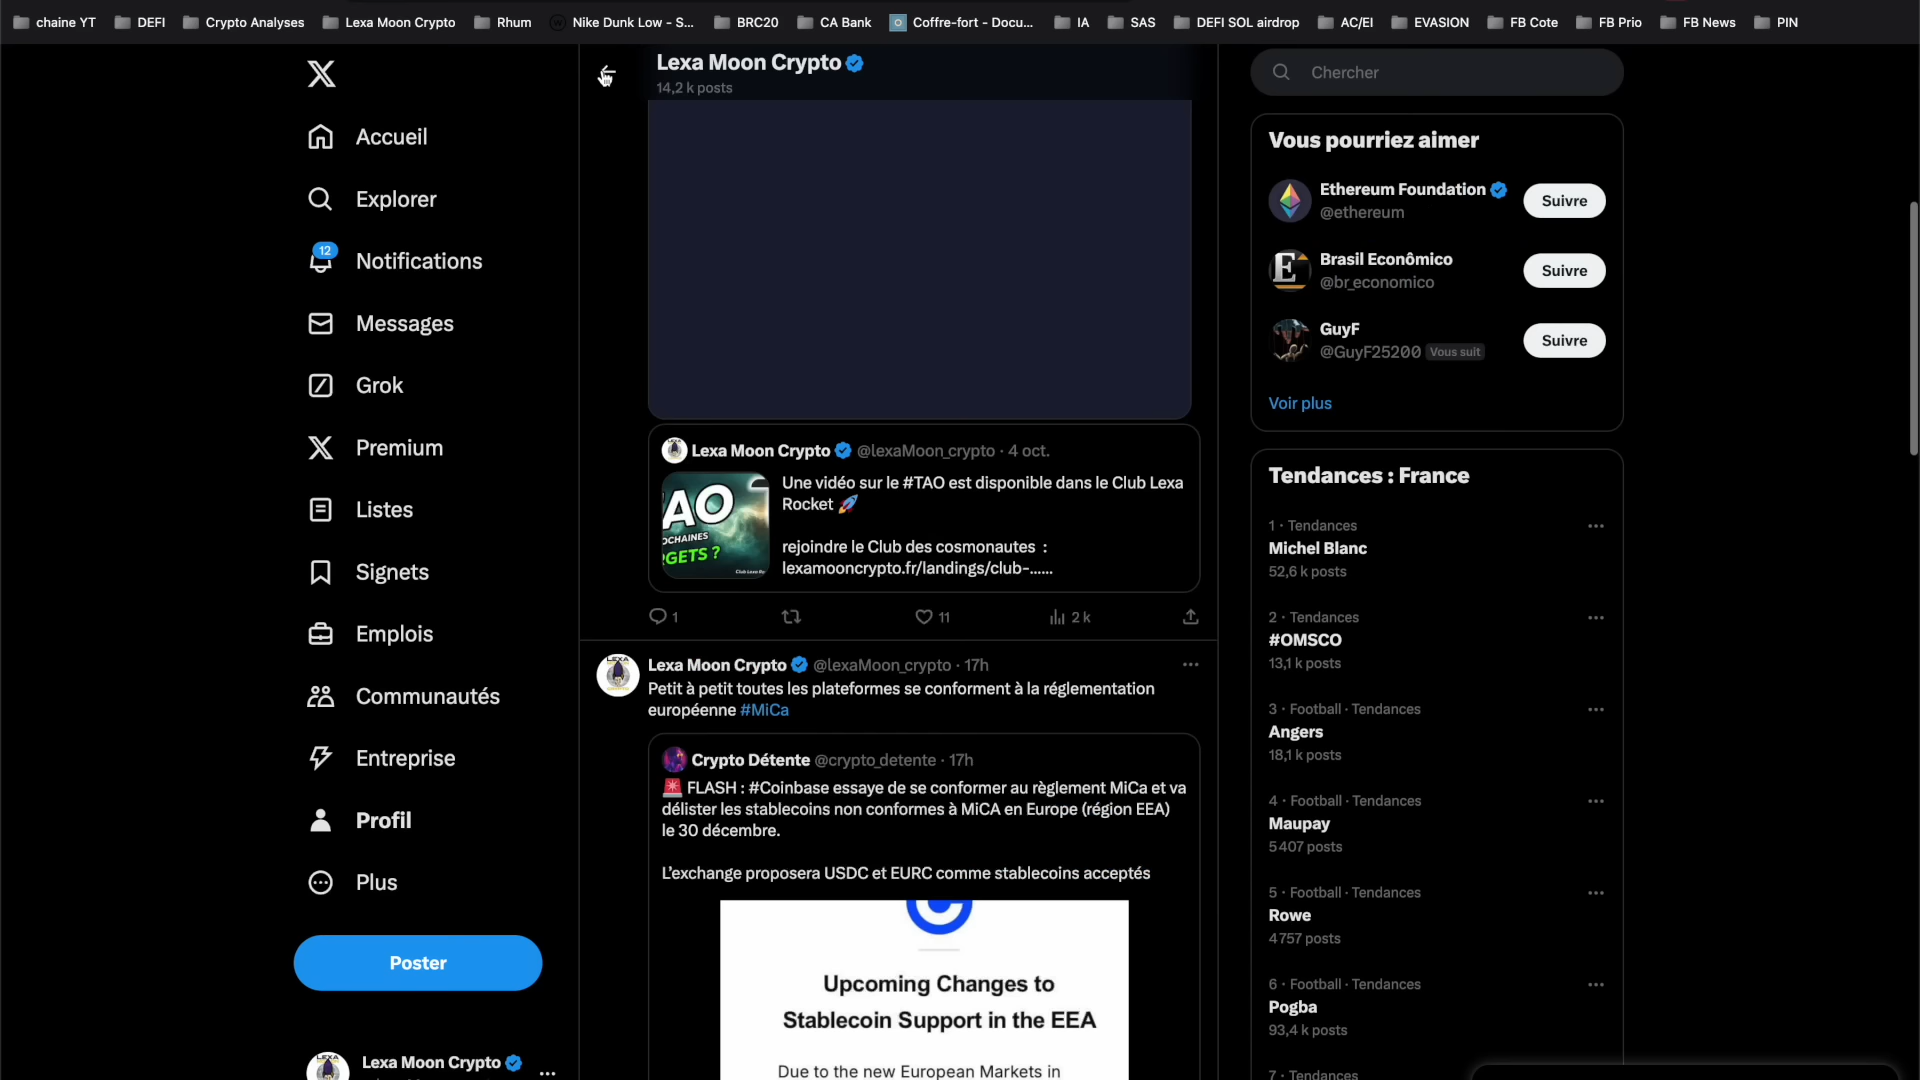 chaine YT
DEFI
Crypto Analyses
Lexa Moon Crypto
Rhum
Nike Dunk Low - S...
BRC20
CA Bank
Coffre-fort - Docu...
IA
SAS
DEFI SOL airdrop
AC/EI
EVASION
FB Cote
FB Prio
FB News
PIN
Accueil
Explorer
12
Notifications
Messages
Grok
Premium
Listes
Signets
Emplois
Communautés
Entreprise
Profil
Plus
Poster
Lexa Moon Crypto
Lexa Moon Crypto
14,2 k posts
Lexa Moon Crypto @lexaMoon_crypto · 4 oct.
AO
OCHAINES
RGETS ?
Une vidéo sur le #TAO est disponible dans le Club Lexa
Rocket 🚀
rejoindre le Club des cosmonautes :
lexamooncrypto.fr/landings/club-......
1
11
2 k
Lexa Moon Crypto @lexaMoon_crypto · 17h
Petit à petit toutes les plateformes se conforment à la réglementation
européenne #MiCa
Crypto Détente @crypto_detente · 17h
🚨 FLASH : #Coinbase essaye de se conformer au règlement MiCa et va
délister les stablecoins non conformes à MiCA en Europe (région EEA)
le 30 décembre.
L'exchange proposera USDC et EURC comme stablecoins acceptés
Upcoming Changes to
Stablecoin Support in the EEA
Due to the new European Markets in
Chercher
Vous pourriez aimer
Ethereum Foundation
@ethereum
Suivre
Brasil Econômico
@br_economico
Suivre
GuyF
@GuyF25200 Vous suit
Suivre
Voir plus
Tendances : France
1 · Tendances
Michel Blanc
52,6 k posts
2 · Tendances
#OMSCO
13,1 k posts
3 · Football · Tendances
Angers
18,1 k posts
4 · Football · Tendances
Maupay
5 407 posts
5 · Football · Tendances
Rowe
4 757 posts
6 · Football · Tendances
Pogba
93,4 k posts
7 · Tendances